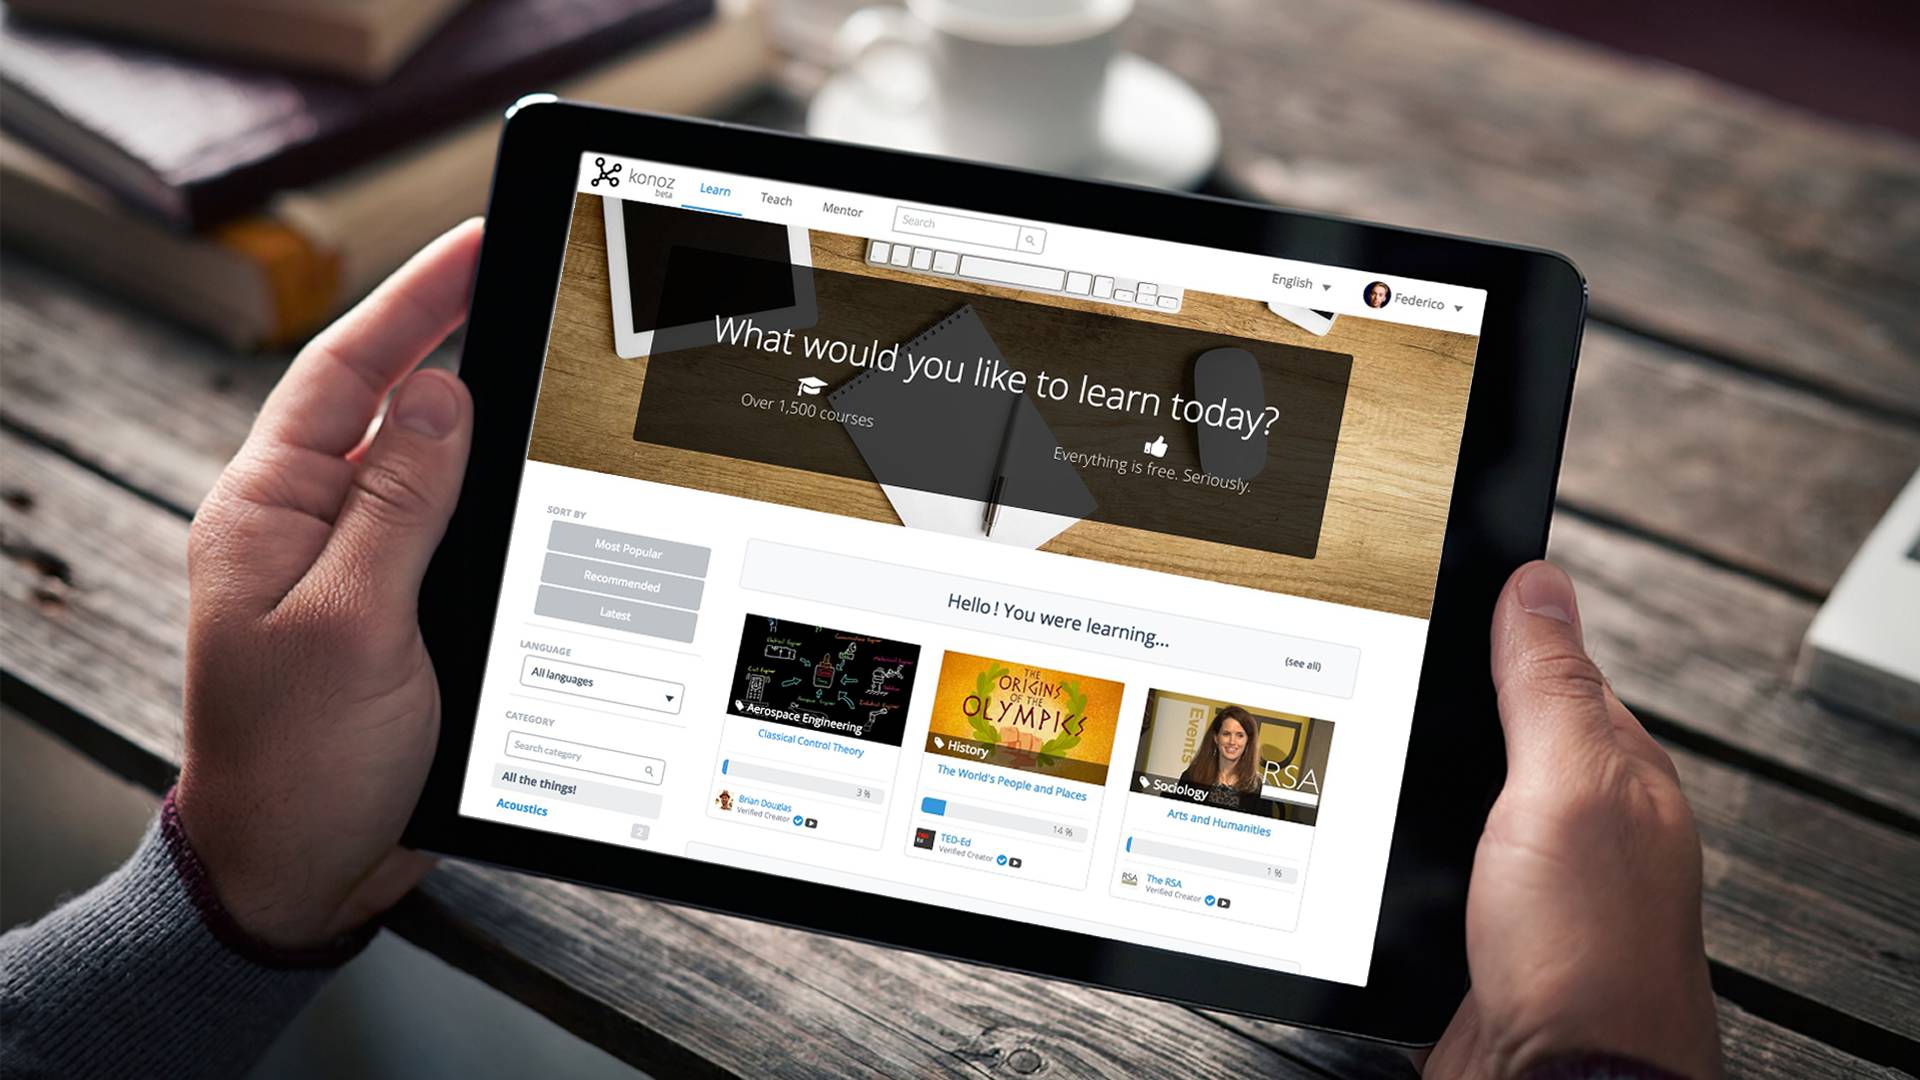 konoz
beta
Learn
Teach
Mentor
Search
English
Federico
What would you like to learn today?
Over 1,500 courses
Everything is free. Seriously.
SORT BY
Most Popular
Recommended
Latest
LANGUAGE
All languages
CATEGORY
Search category
All the things!
Acoustics
2
Hello! You were learning...
(see all)
Aerospace Engineering
Classical Control Theory
3 %
Brian Douglas
Verified Creator
THE
ORIGINS
OF THE
OLYMPICS
History
The World's People and Places
14 %
TED-Ed
Verified Creator
Events
RSA
Sociology
Arts and Humanities
1 %
RSA
The RSA
Verified Creator